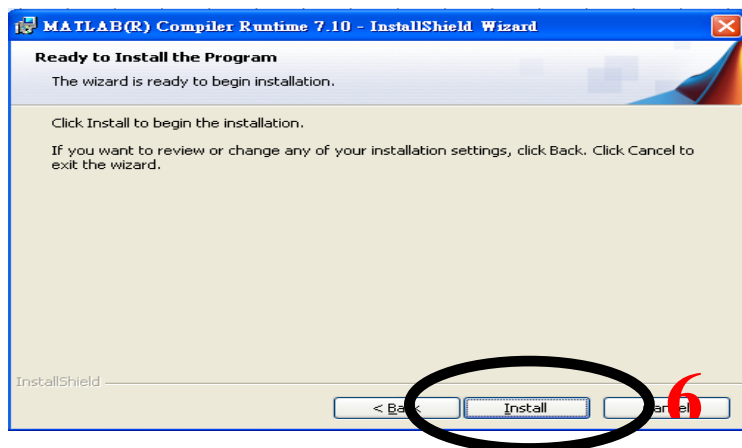 MATLAB(R) Compiler Runtime 7.10 - InstallShield Wizard
Ready to Install the Program
The wizard is ready to begin installation.
Click Install to begin the installation.
If you want to review or change any of your installation settings, click Back. Click Cancel to
exit the wizard.
InstallShield
< Back Install Cancel
6